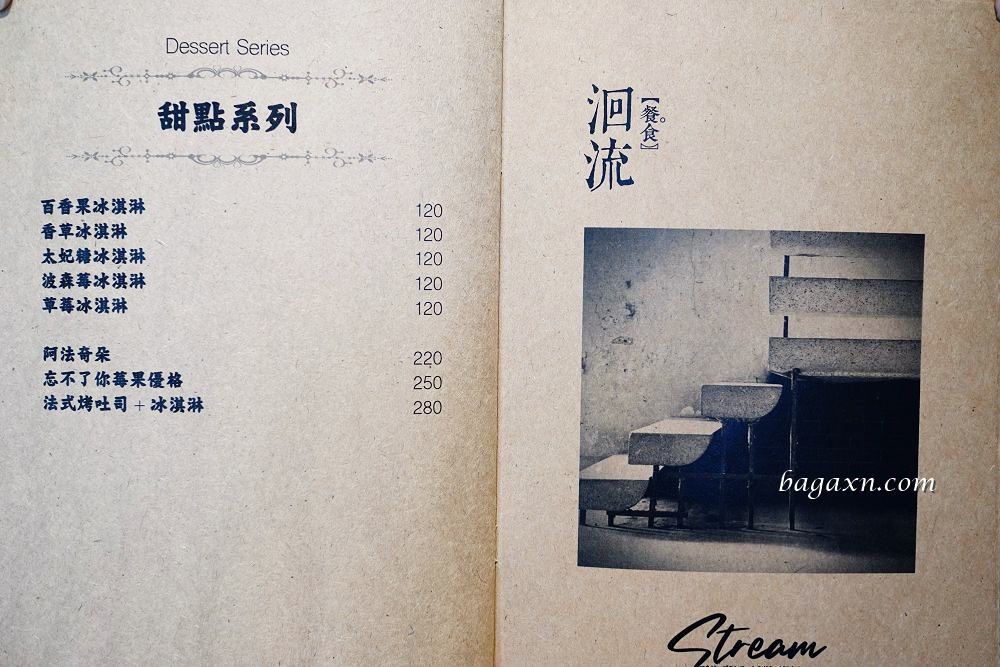 Dessert Series
甜點系列
百香果冰淇淋 120
香草冰淇淋 120
太妃糖冰淇淋 120
波森莓冰淇淋 120
草莓冰淇淋 120
阿法奇朵 220
忘不了你莓果優格 250
法式烤吐司 + 冰淇淋 280
洄流
【餐。食】
bagaxn.com
Stream